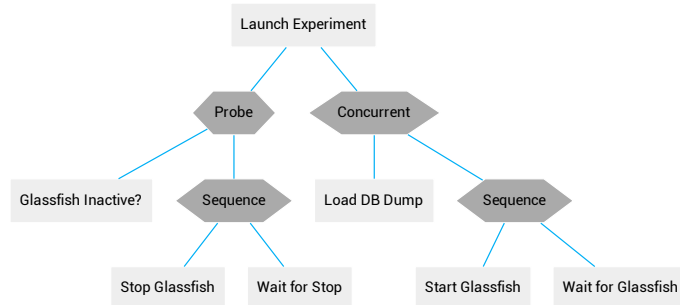 Launch Experiment
Probe
Concurrent
Glassfish Inactive?
Sequence
Load DB Dump
Sequence
Stop Glassfish
Wait for Stop
Start Glassfish
Wait for Glassfish